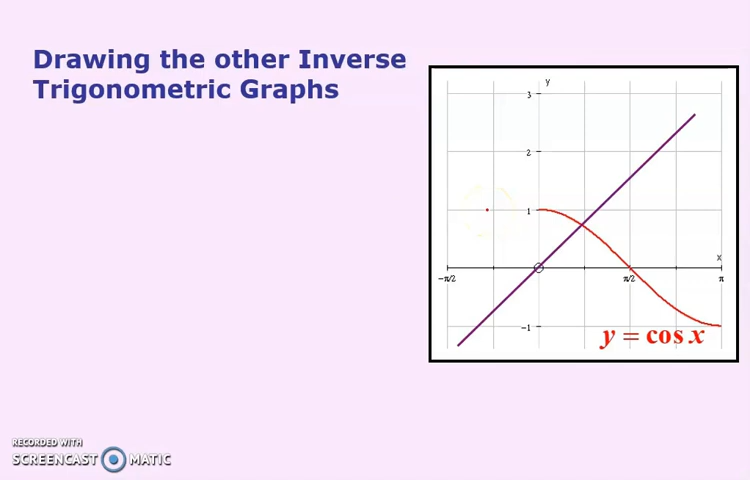 Drawing the other Inverse
Trigonometric Graphs
y
3
2
1
x
−π/2
π/2
π
−1
y = cos x
RECORDED WITH
SCREENCAST MATIC